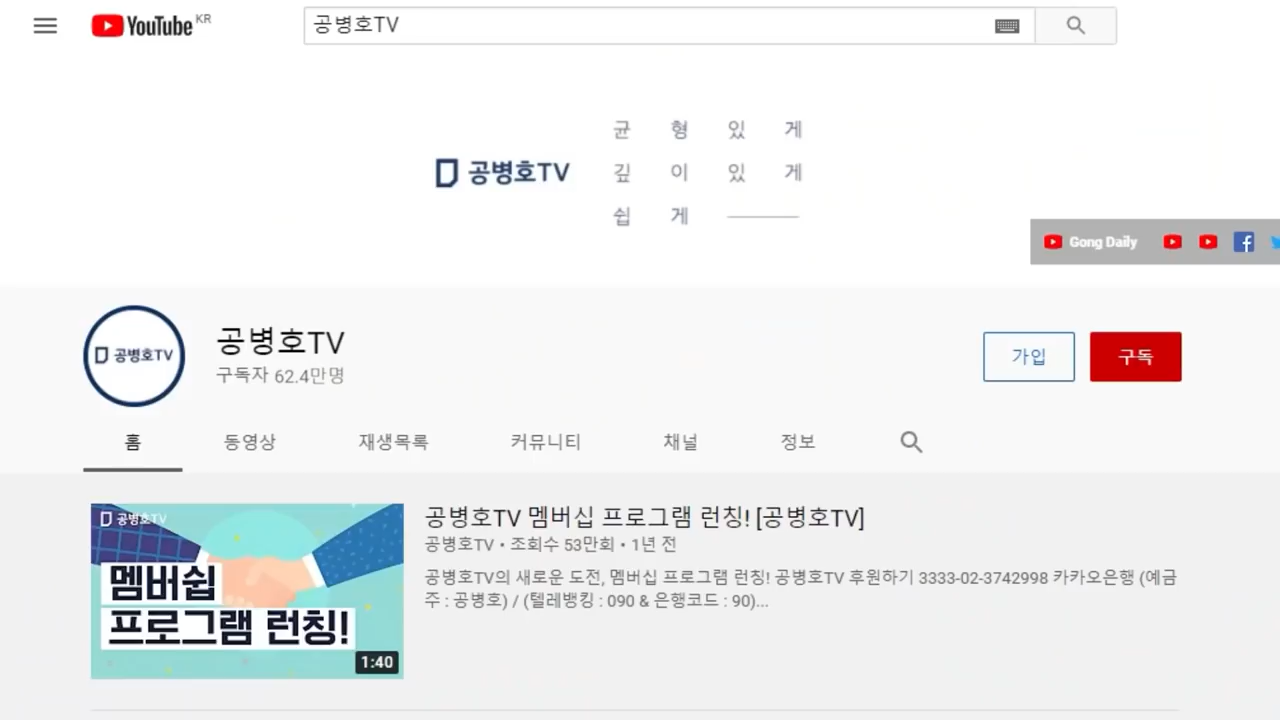 YouTube KR
공병호TV
균 형 있 게
공병호TV
깊 이 있 게
쉽 게
Gong Daily
공병호TV
공병호TV
구독자 62.4만명
가입
구독
홈
동영상
재생목록
커뮤니티
채널
정보
공병호TV
멤버쉽
프로그램 런칭!
1:40
공병호TV 멤버십 프로그램 런칭! [공병호TV]
공병호TV • 조회수 53만회 • 1년 전
공병호TV의 새로운 도전, 멤버십 프로그램 런칭! 공병호TV 후원하기 3333-02-3742998 카카오은행 (예금
주 : 공병호) / (텔레뱅킹 : 090 & 은행코드 : 90)...